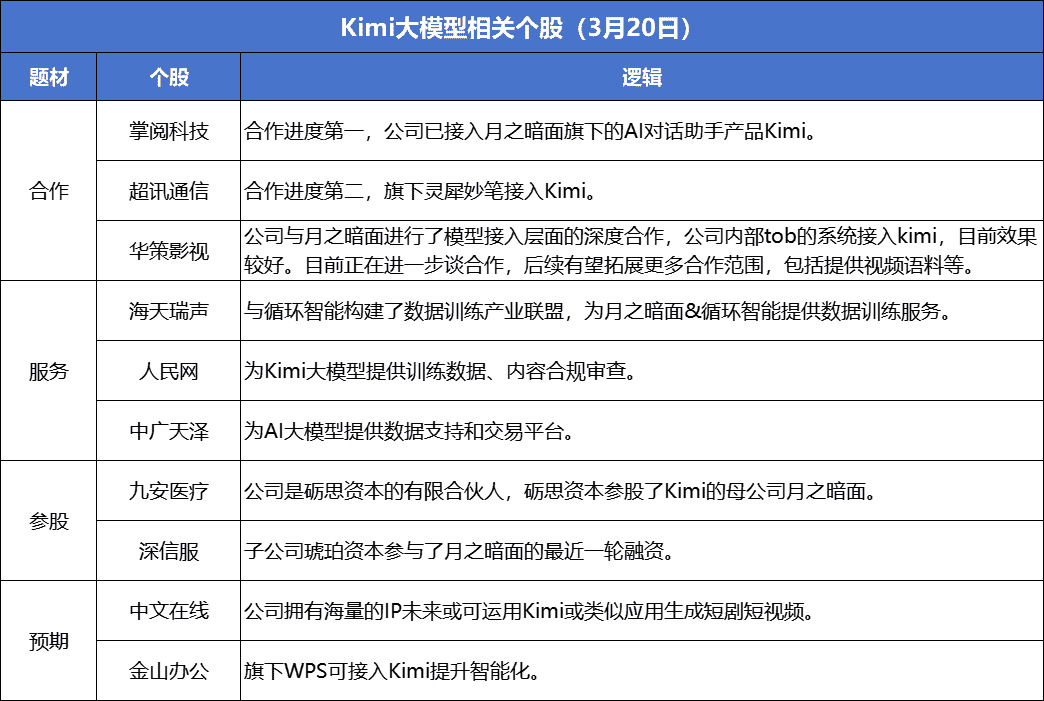 Kimi大模型相关个股（3月20日）
题材 个股 逻辑
合作
掌阅科技 合作进度第一，公司已接入月之暗面旗下的AI对话助手产品Kimi。
超讯通信 合作进度第二，旗下灵犀妙笔接入Kimi。
华策影视 公司与月之暗面进行了模型接入层面的深度合作，公司内部tob的系统接入kimi，目前效果
较好。目前正在进一步谈合作，后续有望拓展更多合作范围，包括提供视频语料等。
服务
海天瑞声 与循环智能构建了数据训练产业联盟，为月之暗面&循环智能提供数据训练服务。
人民网 为Kimi大模型提供训练数据、内容合规审查。
中广天泽 为AI大模型提供数据支持和交易平台。
参股
九安医疗 公司是砺思资本的有限合伙人，砺思资本参股了Kimi的母公司月之暗面。
深信服 子公司琥珀资本参与了月之暗面的最近一轮融资。
预期
中文在线 公司拥有海量的IP未来或可运用Kimi或类似应用生成短剧短视频。
金山办公 旗下WPS可接入Kimi提升智能化。